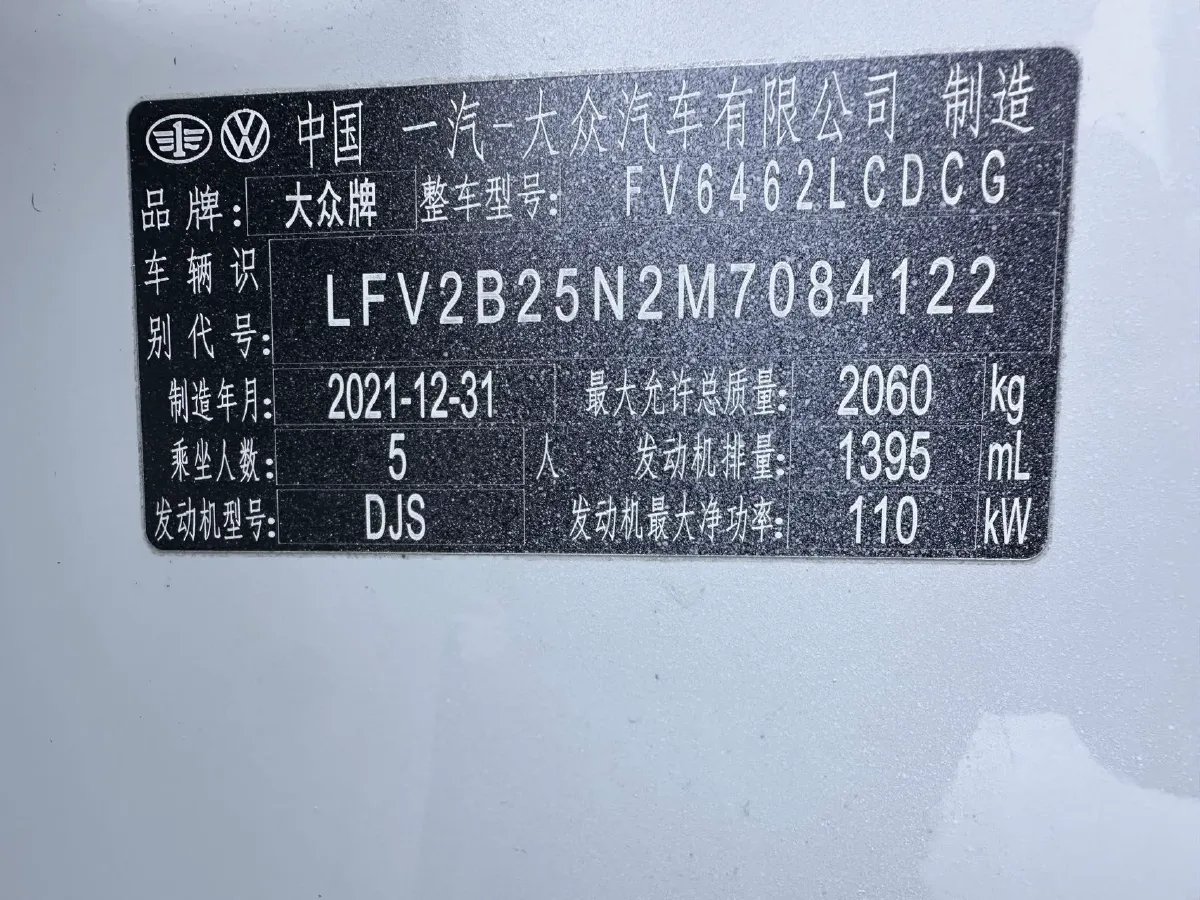 中国 一汽-大众汽车有限公司 制造
品牌: 大众牌 整车型号: FV6462LCDCG
车辆识别代号: LFV2B25N2M7084122
制造年月: 2021-12-31 最大允许总质量: 2060 kg
乘坐人数: 5 人 发动机排量: 1395 mL
发动机型号: DJS 发动机最大净功率: 110 kW